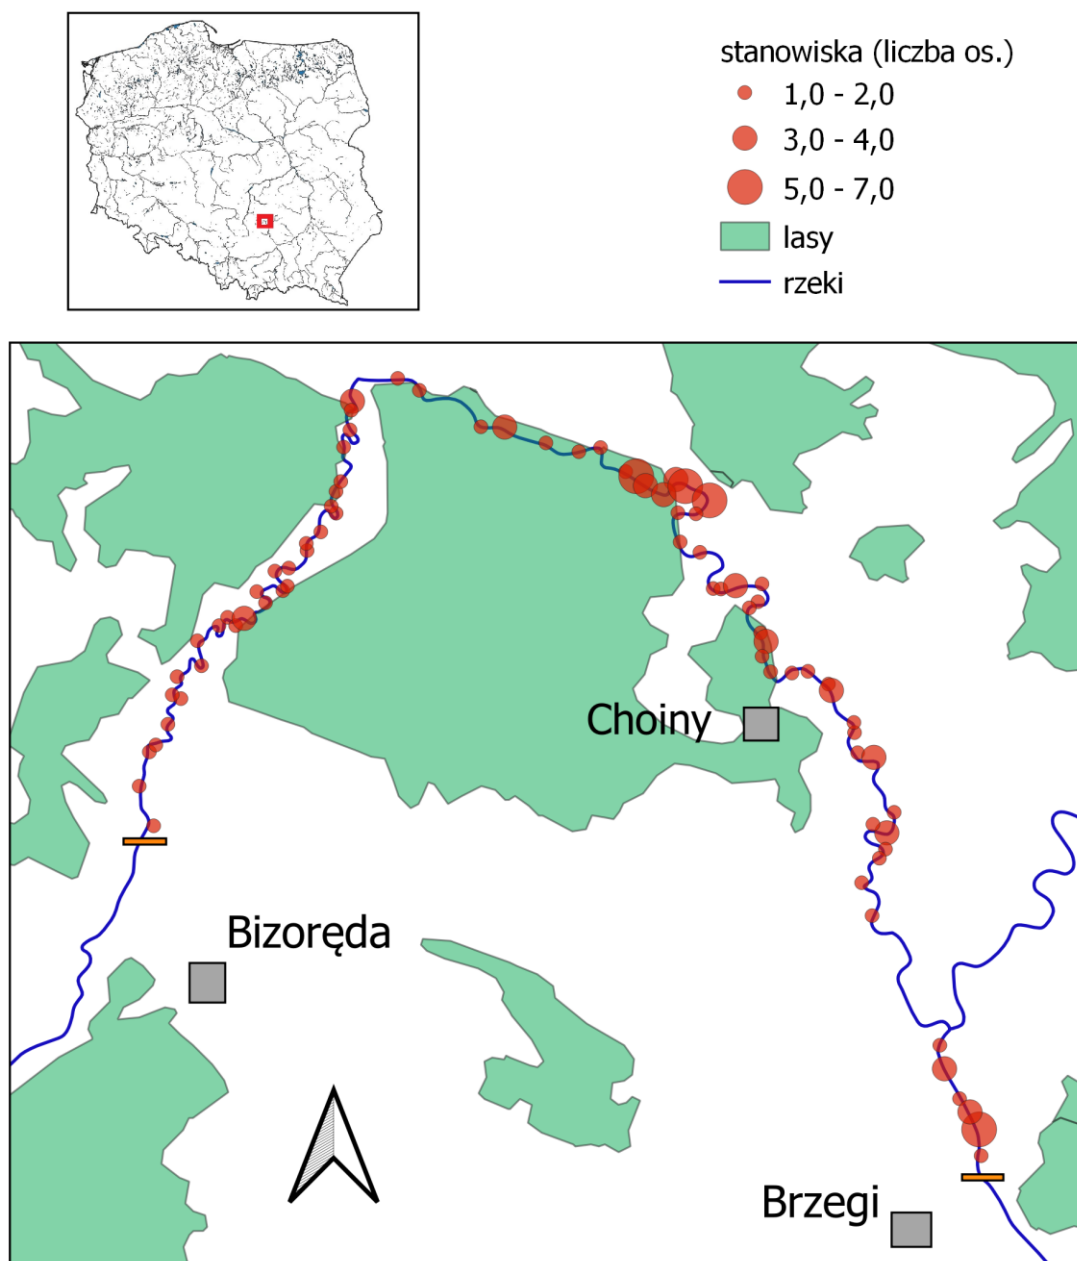 stanowiska (liczba os.)
1,0 - 2,0
3,0 - 4,0
5,0 - 7,0
lasy
rzeki
Choiny
Bizoręda
Brzegi